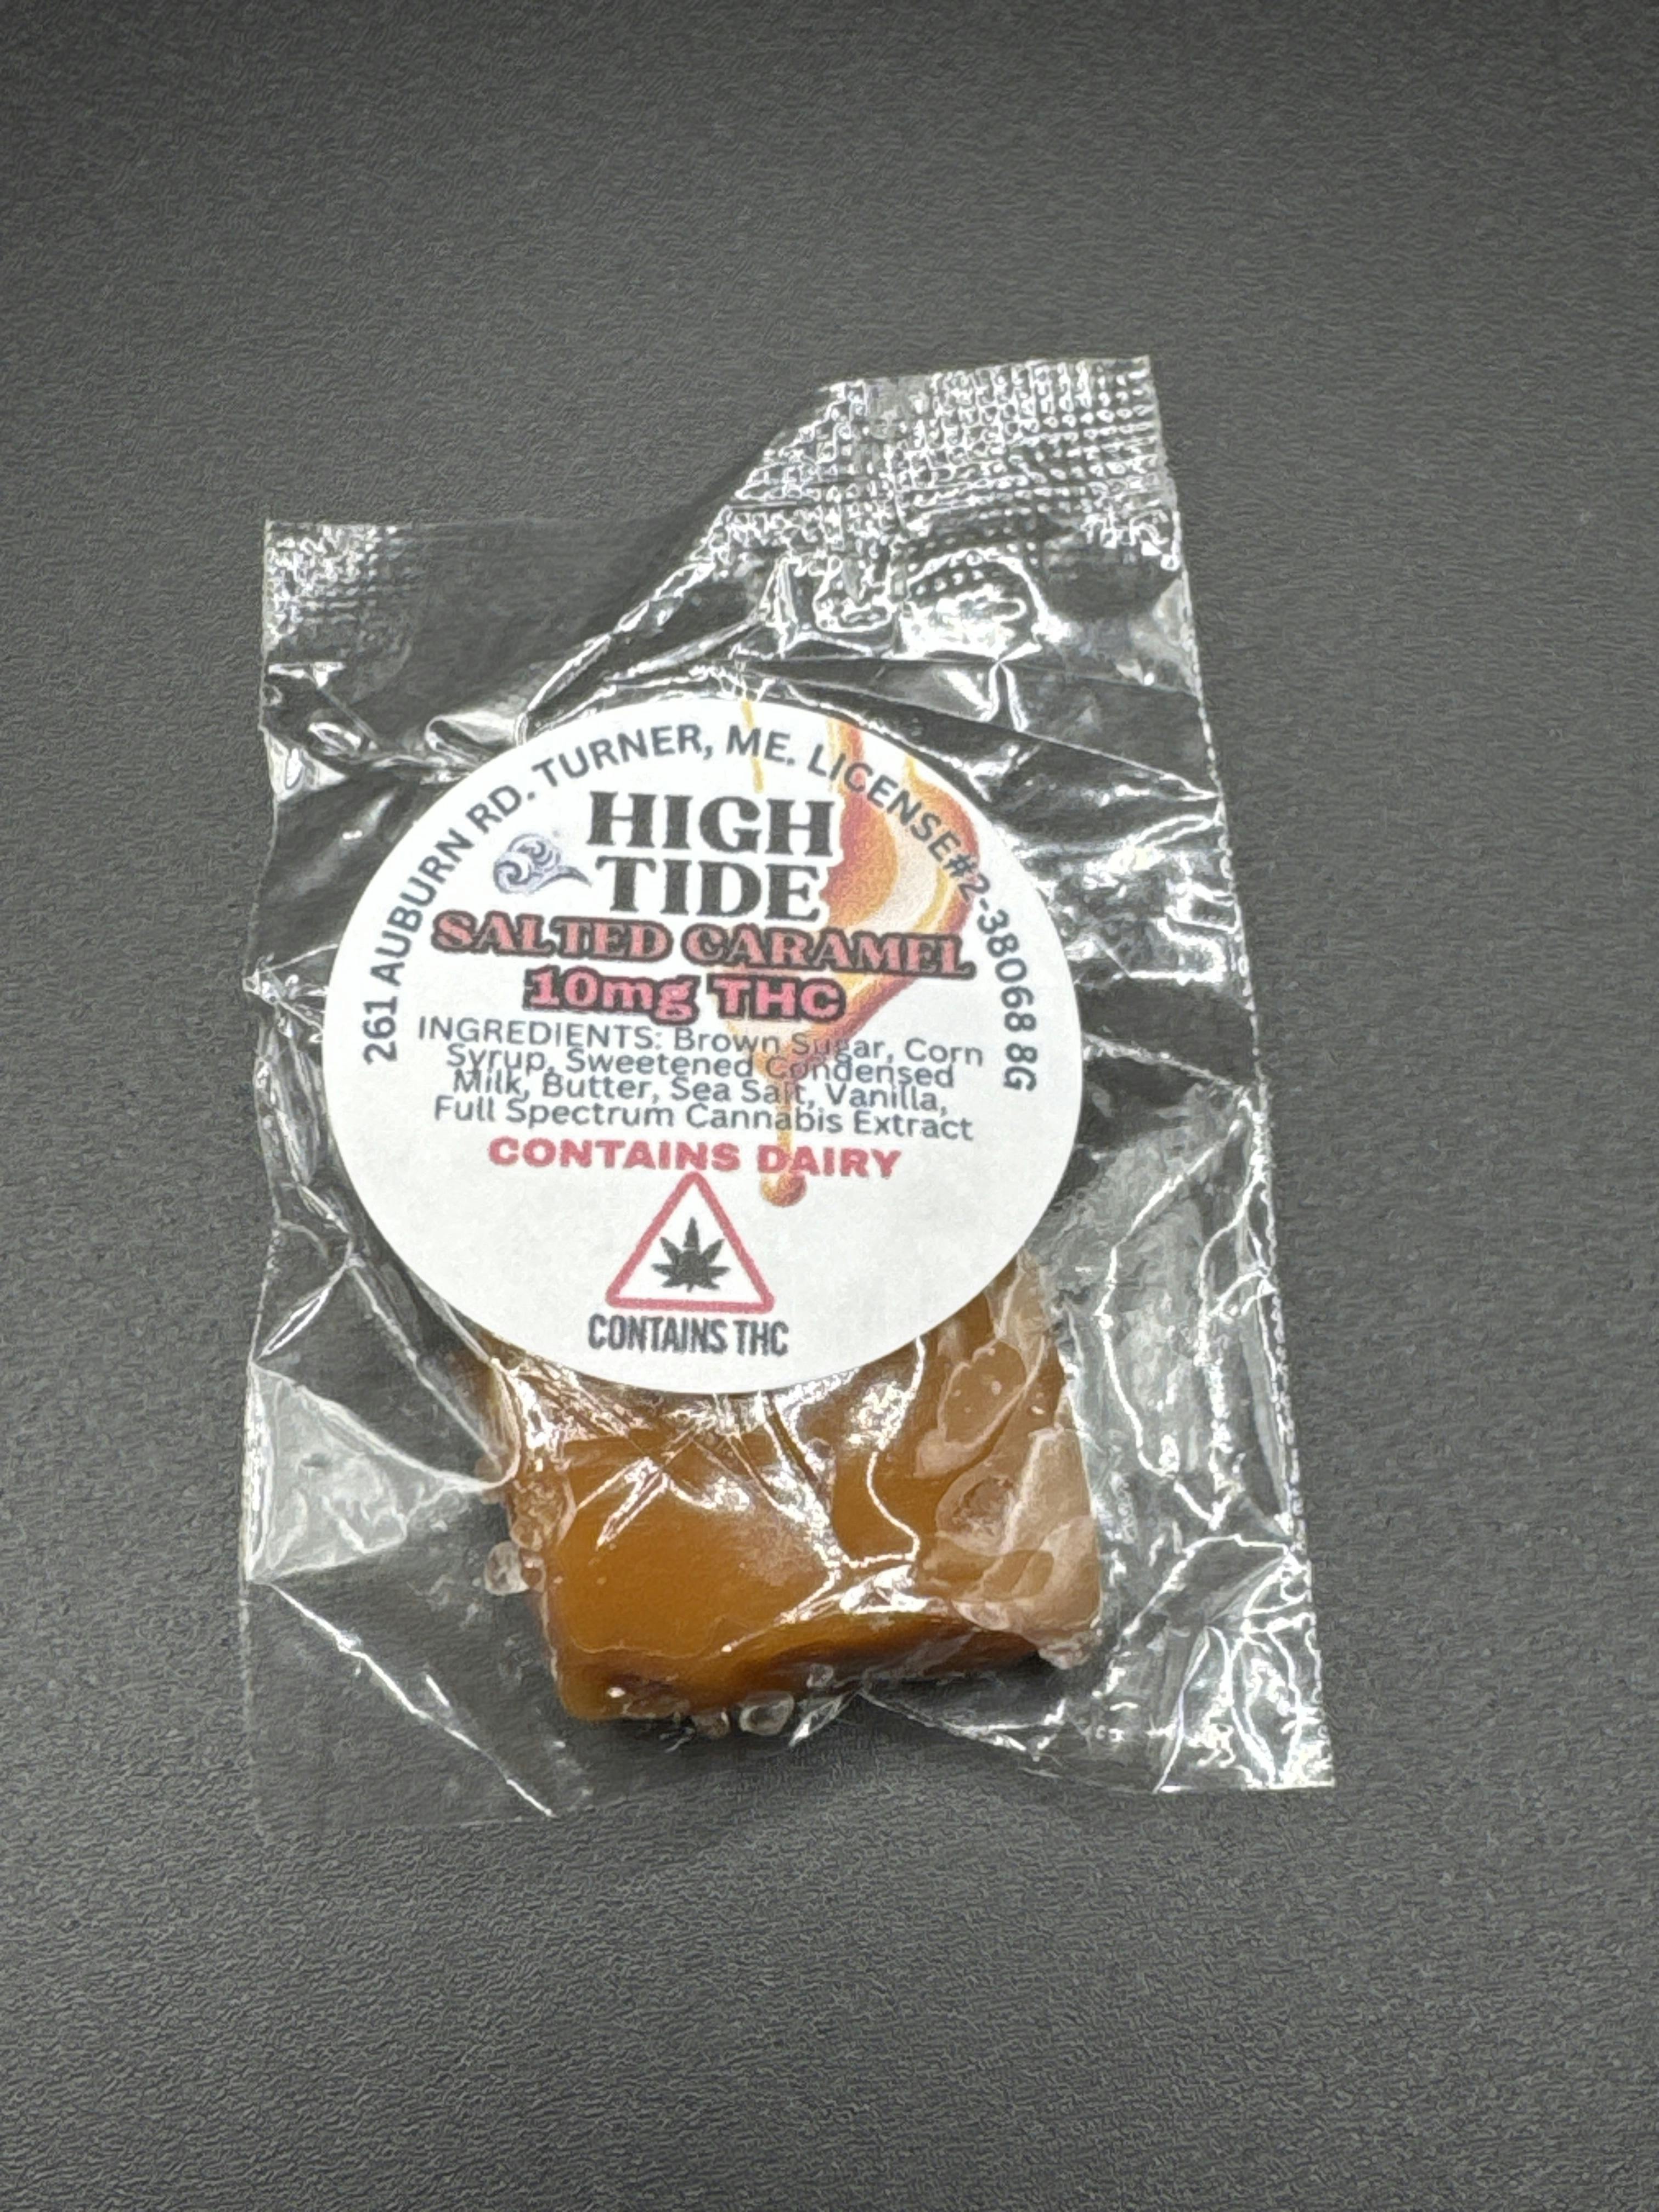 261 AUBURN RD. TURNER, ME. LICENSE#2-38068 8G
HIGH
TIDE
SALTED CARAMEL
10mg THC
INGREDIENTS: Brown Sugar, Corn
Syrup, Sweetened Condensed
Milk, Butter, Sea Salt, Vanilla,
Full Spectrum Cannabis Extract
CONTAINS DAIRY
CONTAINS THC